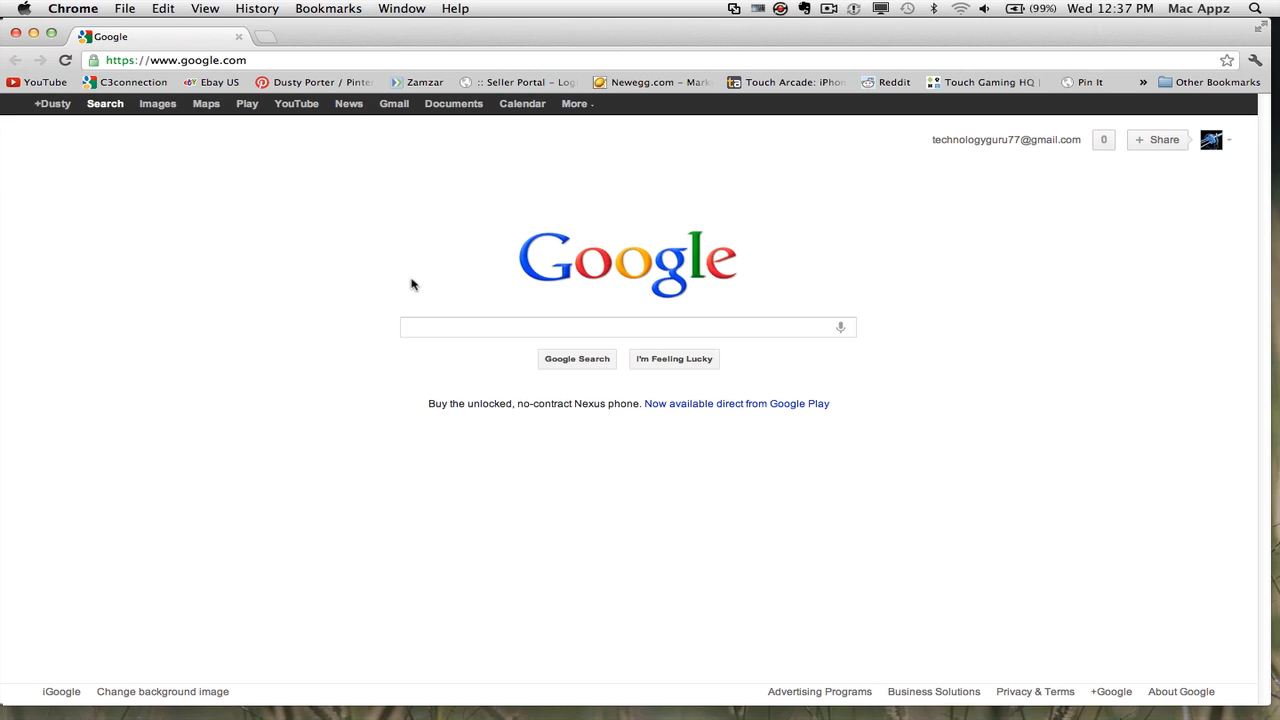 Chrome File Edit View History Bookmarks Window Help (99%) Wed 12:37 PM Mac Appz
Google
https://www.google.com
YouTube C3connection Ebay US Dusty Porter / Pinter Zamzar :: Seller Portal - Log Newegg.com - Mark Touch Arcade: iPhon Reddit Touch Gaming HQ | Pin It » Other Bookmarks
+Dusty Search Images Maps Play YouTube News Gmail Documents Calendar More
technologyguru77@gmail.com 0 + Share
Google
Google Search I'm Feeling Lucky
Buy the unlocked, no-contract Nexus phone. Now available direct from Google Play
iGoogle Change background image Advertising Programs Business Solutions Privacy & Terms +Google About Google